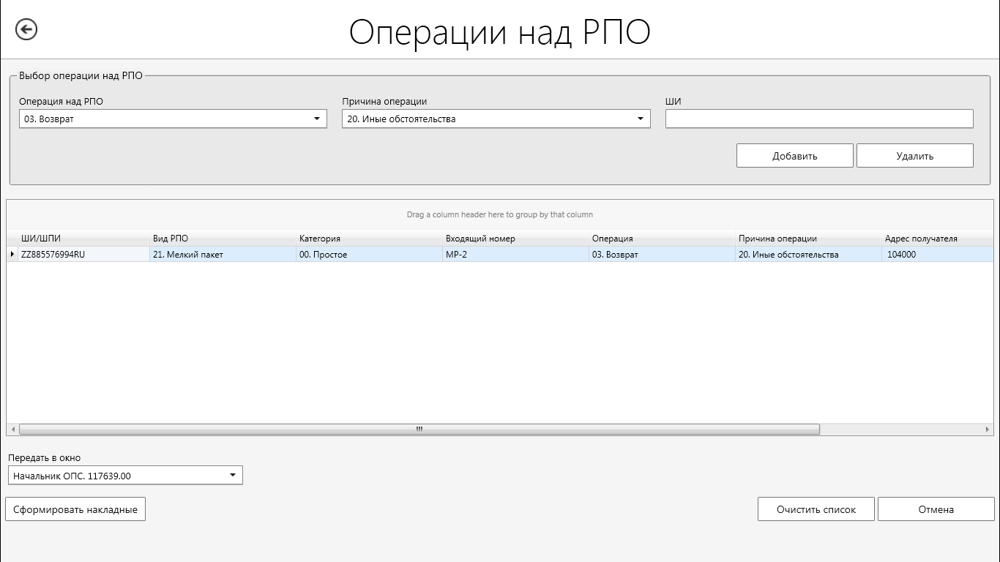 Операции над РПО
Выбор операции над РПО
Операция над РПО Причина операции ШИ
03. Возврат 20. Иные обстоятельства
Добавить Удалить
Drag a column header here to group by that column
ШИ/ШПИ Вид РПО Категория Входящий номер Операция Причина операции Адрес получателя
ZZ885576994RU 21. Мелкий пакет 00. Простое МР-2 03. Возврат 20. Иные обстоятельства 104000
Передать в окно
Начальник ОПС. 117639.00
Сформировать накладные Очистить список Отмена